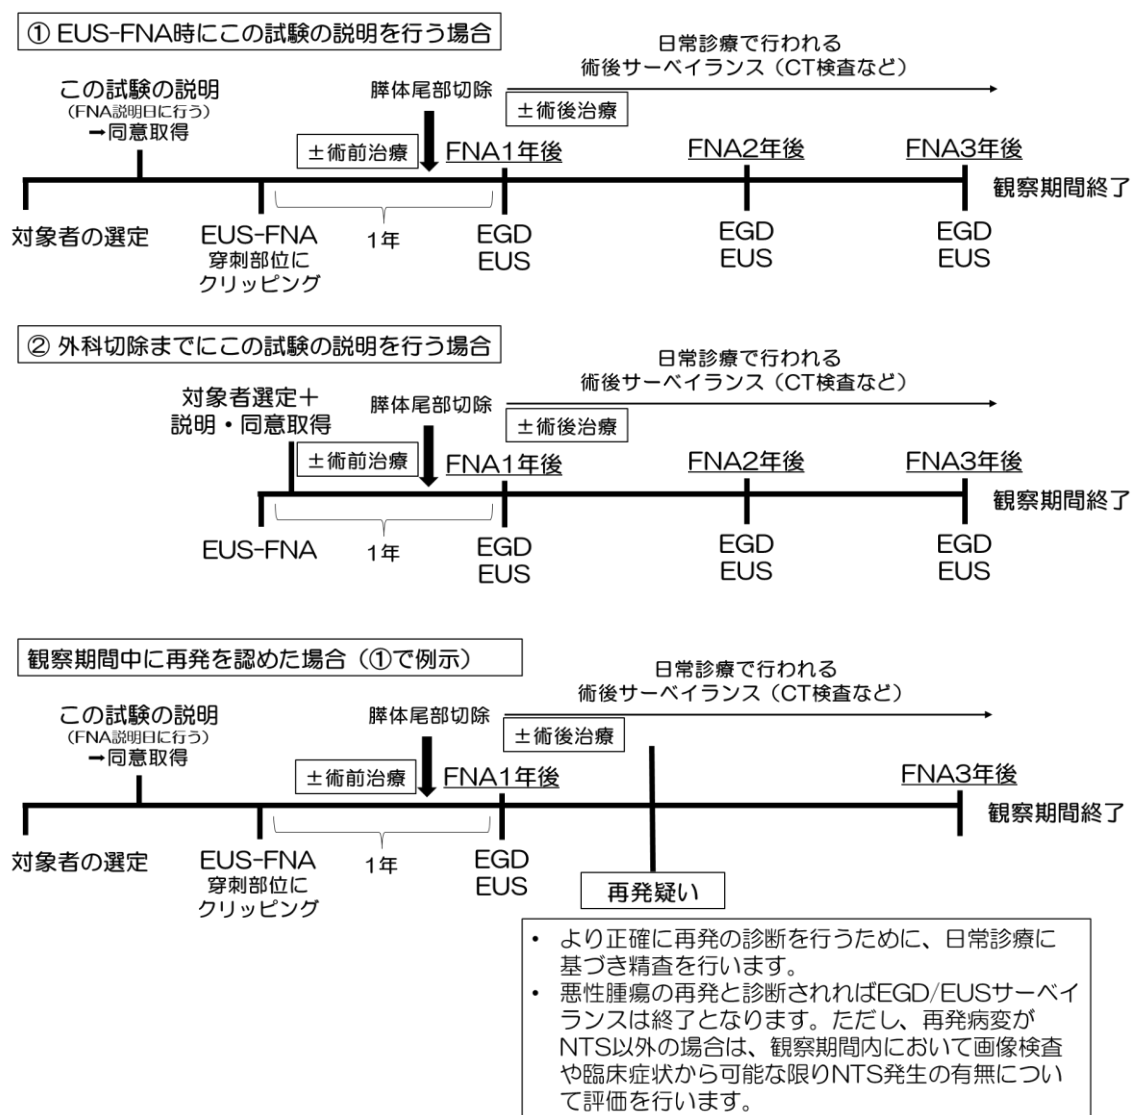 ① EUS-FNA時にこの試験の説明を行う場合
日常診療で行われる
術後サーベイランス（CT検査など）
この試験の説明
（FNA説明日に行う）
→同意取得
膵体尾部切除
±術後治療
±術前治療
FNA1年後
FNA2年後
FNA3年後
観察期間終了
対象者の選定
EUS-FNA
穿刺部位に
クリッピング
1年
EGD
EUS
EGD
EUS
EGD
EUS
② 外科切除までにこの試験の説明を行う場合
日常診療で行われる
術後サーベイランス（CT検査など）
対象者選定＋
説明・同意取得
膵体尾部切除
±術後治療
±術前治療
FNA1年後
FNA2年後
FNA3年後
観察期間終了
EUS-FNA
1年
EGD
EUS
EGD
EUS
EGD
EUS
観察期間中に再発を認めた場合（①で例示）
日常診療で行われる
術後サーベイランス（CT検査など）
この試験の説明
（FNA説明日に行う）
→同意取得
膵体尾部切除
±術後治療
±術前治療
FNA1年後
FNA3年後
観察期間終了
対象者の選定
EUS-FNA
穿刺部位に
クリッピング
1年
EGD
EUS
再発疑い
・ より正確に再発の診断を行うために、日常診療に
基づき精査を行います。
・ 悪性腫瘍の再発と診断されればEGD/EUSサーベイ
ランスは終了となります。ただし、再発病変が
NTS以外の場合は、観察期間内において画像検査
や臨床症状から可能な限りNTS発生の有無につい
て評価を行います。